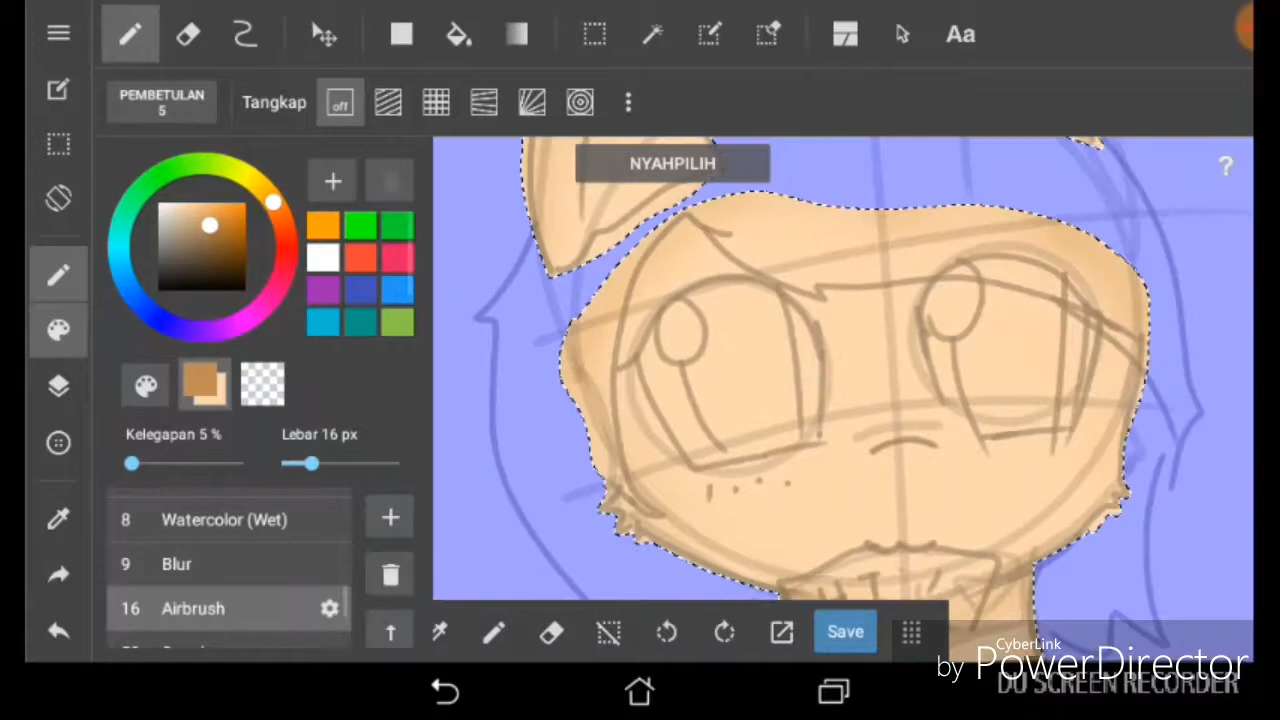 Aa
PEMBETULAN
5
Tangkap
off
NYAHPILIH
?
Kelegapan 5 %
Lebar 16 px
8 Watercolor (Wet)
9 Blur
16 Airbrush
Save
CyberLink
by PowerDirector
DU SCREEN RECORDER